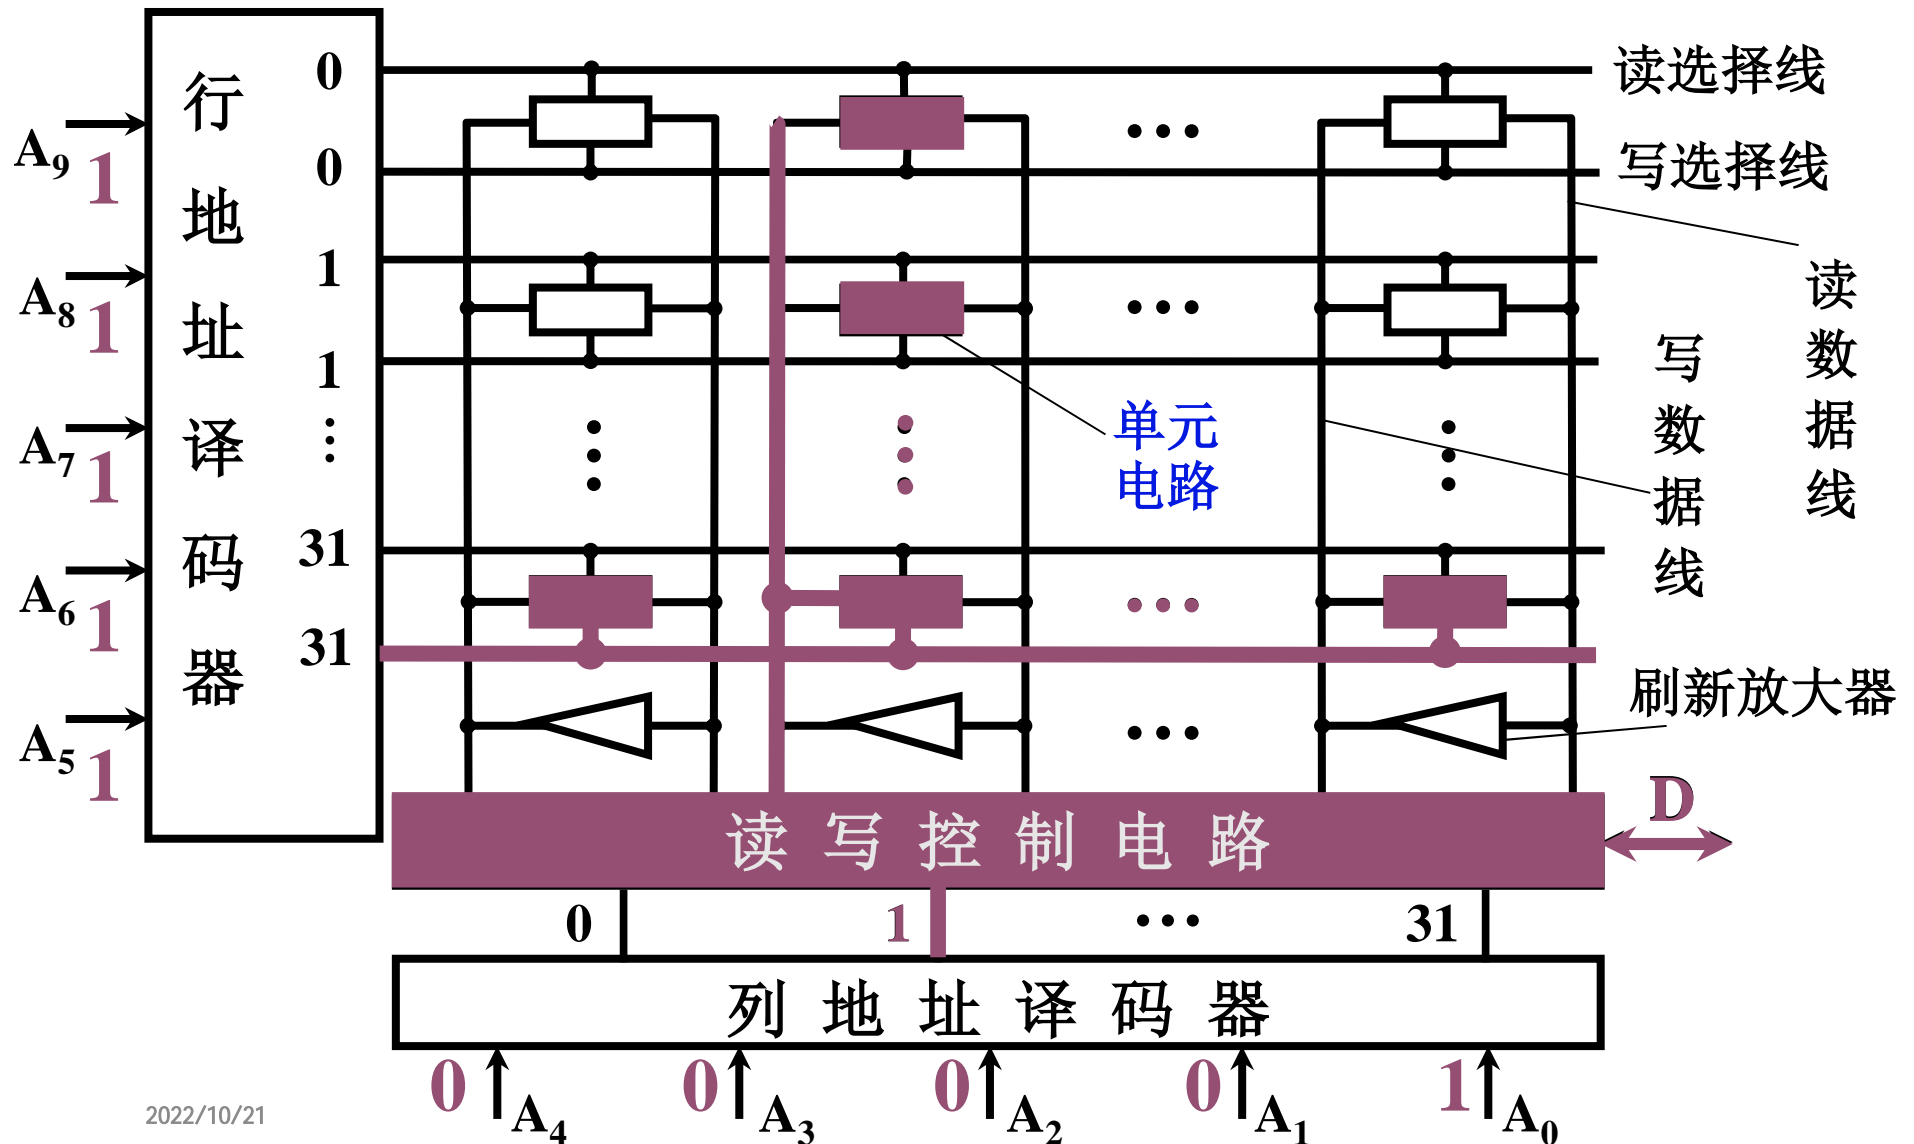 行地址译码器
0
读选择线
A9 1
0
写选择线
A8 1
1
1
读数据线
写数据线
A7 1
单元
电路
31
A6 1
31
刷新放大器
A5 1
D
读写控制电路
0
1
31
列地址译码器
0 0 0 0 1
A4 A3 A2 A1 A0
2022/10/21